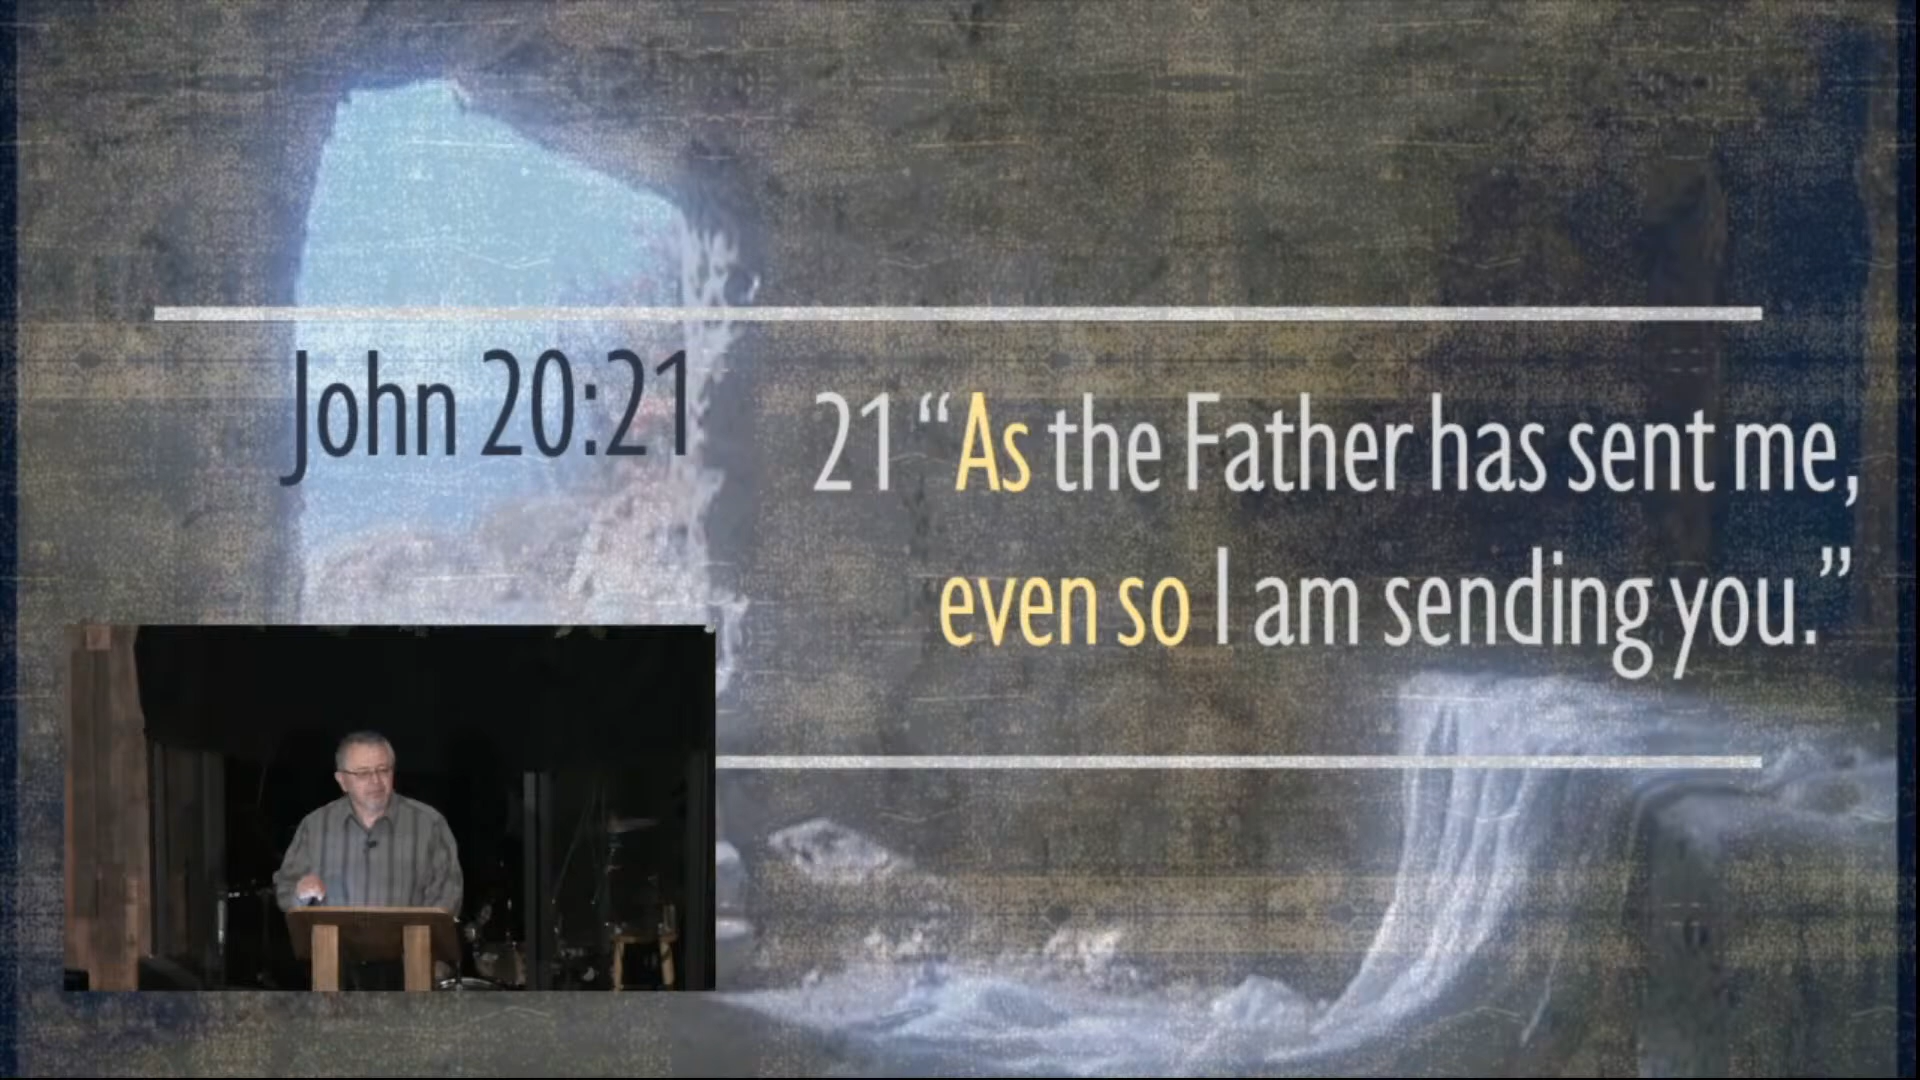 John 20:21
21 “As the Father has sent me,
even so I am sending you.”